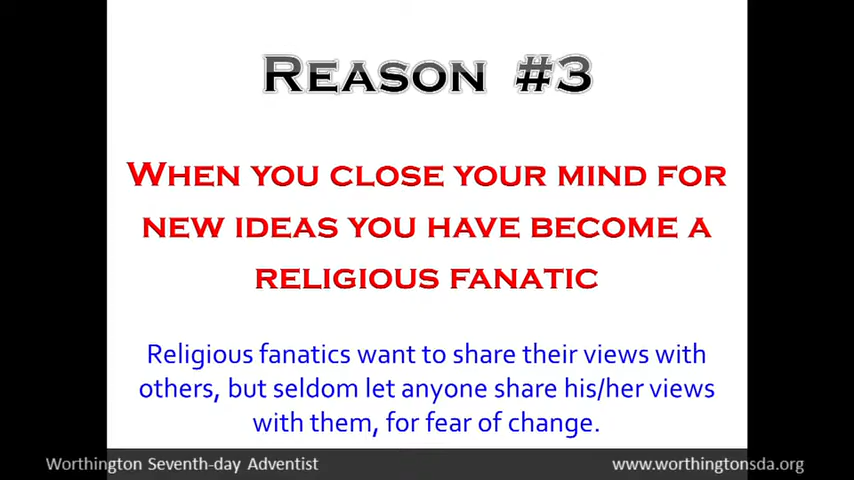 REASON #3
WHEN YOU CLOSE YOUR MIND FOR
NEW IDEAS YOU HAVE BECOME A
RELIGIOUS FANATIC
Religious fanatics want to share their views with
others, but seldom let anyone share his/her views
with them, for fear of change.
Worthington Seventh-day Adventist
www.worthingtonsda.org